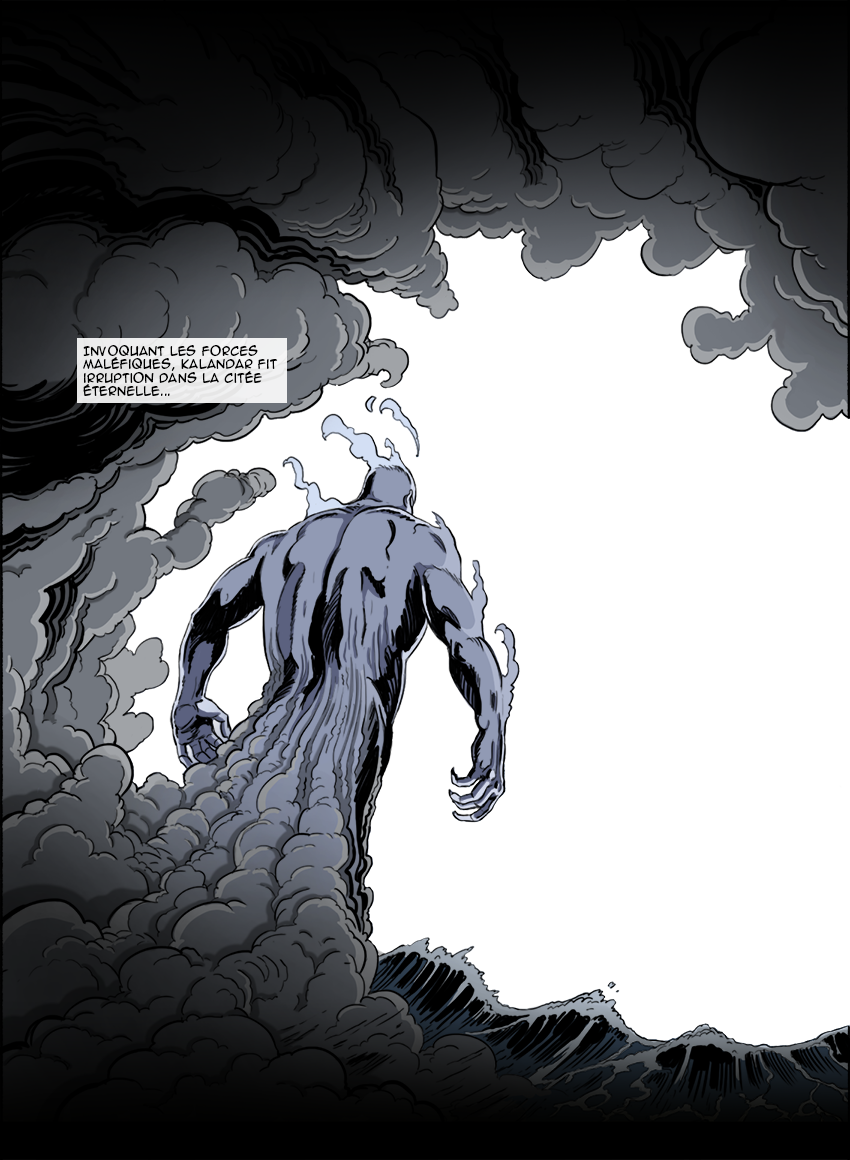 INVOQUANT LES FORCES
MALÉFIQUES, KALANDAR FIT
IRRUPTION DANS LA CITÉE
ÉTERNELLE...